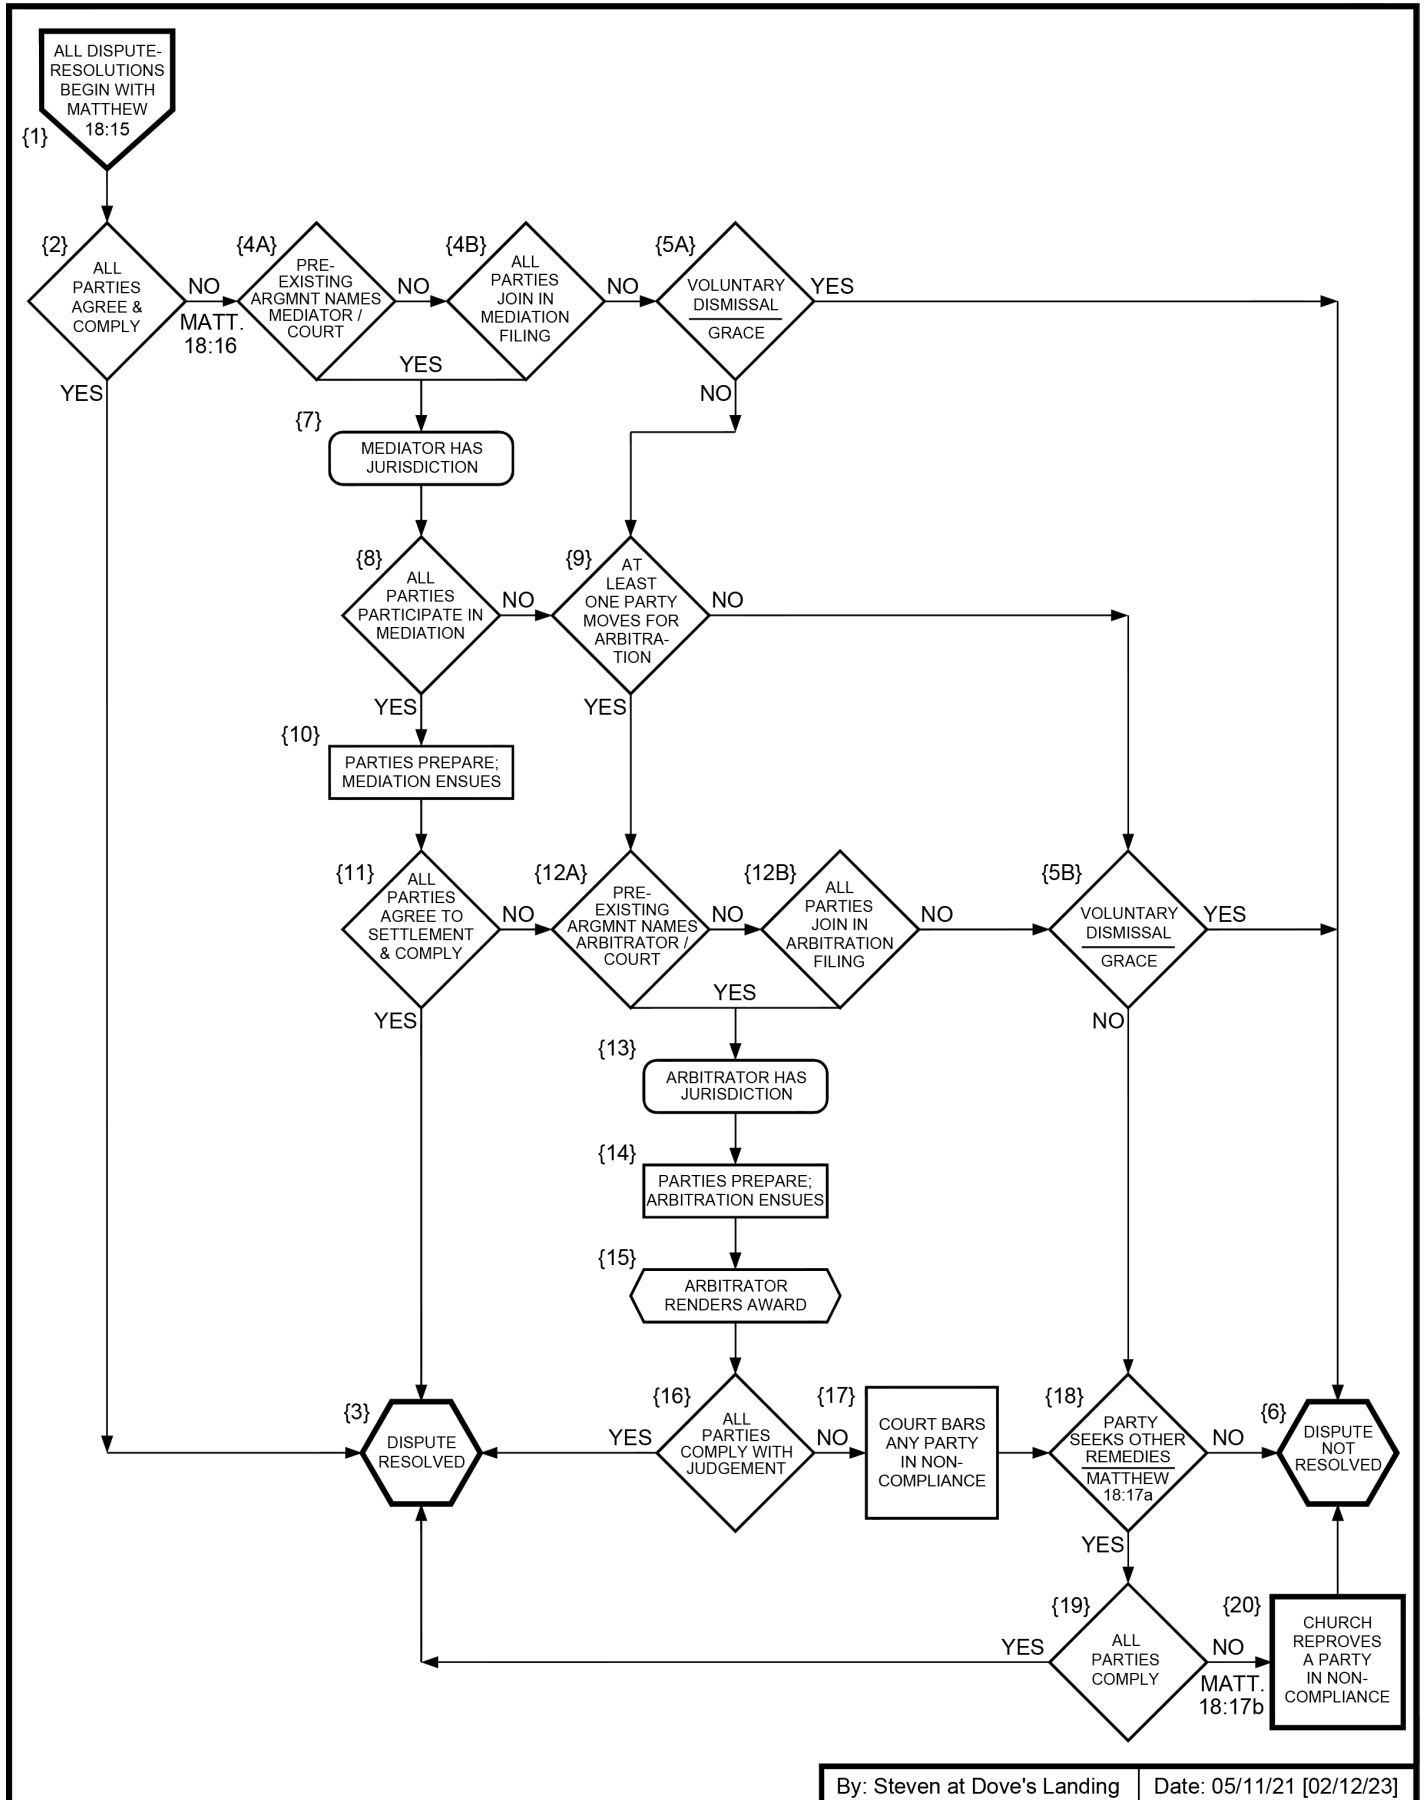 ALL DISPUTE-
RESOLUTIONS
BEGIN WITH
MATTHEW
18:15
{1}
{2}
ALL
PARTIES
AGREE &
COMPLY
NO
MATT.
18:16
YES
{4A}
PRE-
EXISTING
ARGMNT NAMES
MEDIATOR /
COURT
NO
{4B}
ALL
PARTIES
JOIN IN
MEDIATION
FILING
NO
YES
{5A}
VOLUNTARY
DISMISSAL
GRACE
YES
NO
{7}
MEDIATOR HAS
JURISDICTION
{8}
ALL
PARTIES
PARTICIPATE IN
MEDIATION
NO
YES
{9}
AT
LEAST
ONE PARTY
MOVES FOR
ARBITRA-
TION
NO
YES
{10}
PARTIES PREPARE;
MEDIATION ENSUES
{11}
ALL
PARTIES
AGREE TO
SETTLEMENT
& COMPLY
NO
YES
{12A}
PRE-
EXISTING
ARGMNT NAMES
ARBITRATOR /
COURT
NO
{12B}
ALL
PARTIES
JOIN IN
ARBITRATION
FILING
NO
YES
{5B}
VOLUNTARY
DISMISSAL
GRACE
YES
NO
{13}
ARBITRATOR HAS
JURISDICTION
{14}
PARTIES PREPARE;
ARBITRATION ENSUES
{15}
ARBITRATOR
RENDERS AWARD
{3}
DISPUTE
RESOLVED
YES
{16}
ALL
PARTIES
COMPLY WITH
JUDGEMENT
NO
{17}
COURT BARS
ANY PARTY
IN NON-
COMPLIANCE
{18}
PARTY
SEEKS OTHER
REMEDIES
MATTHEW
18:17a
NO
YES
{6}
DISPUTE
NOT
RESOLVED
YES
{19}
ALL
PARTIES
COMPLY
NO
MATT.
18:17b
{20}
CHURCH
REPROVES
A PARTY
IN NON-
COMPLIANCE
By: Steven at Dove's Landing
Date: 05/11/21 [02/12/23]